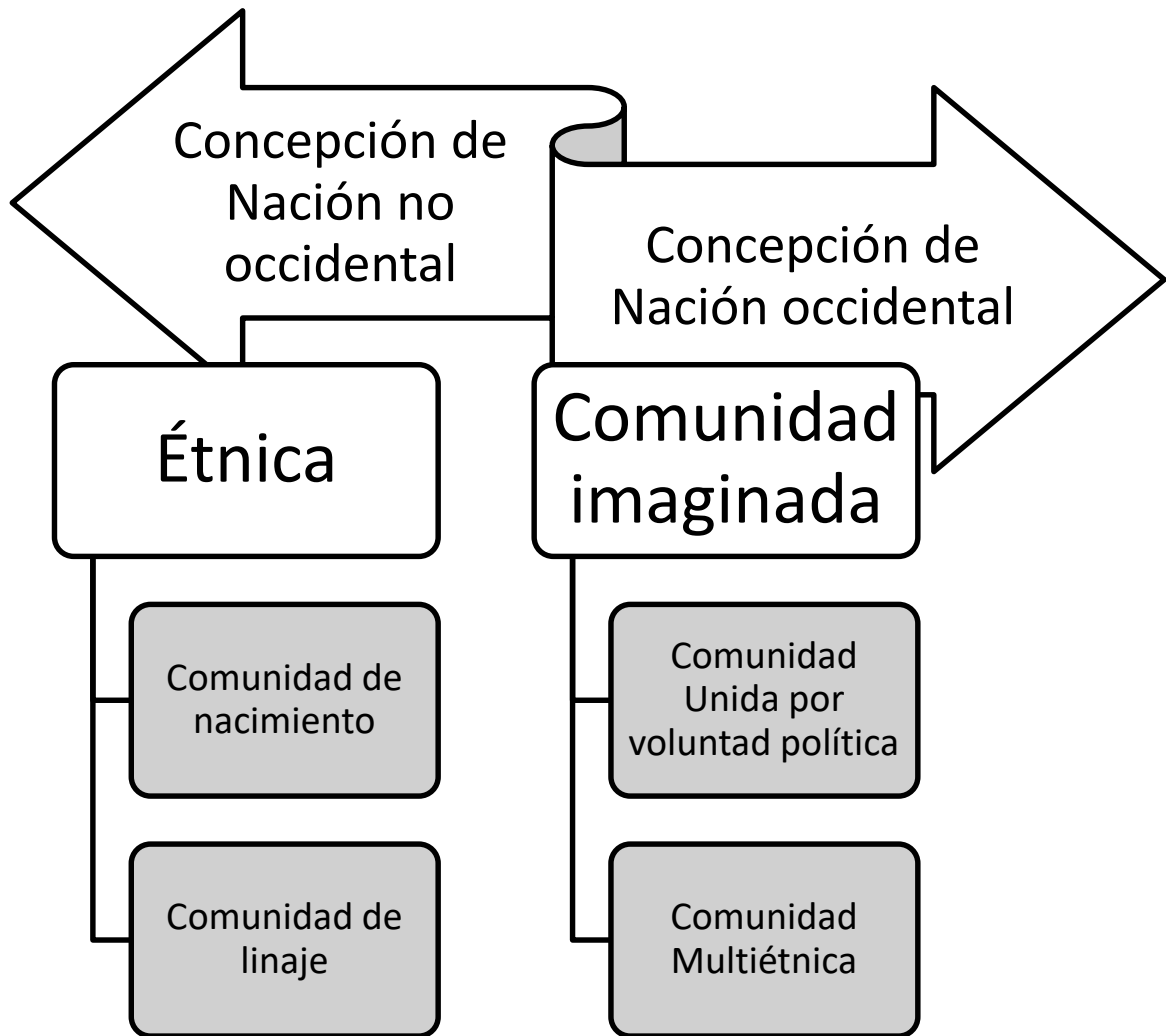 Concepción de
Nación no
occidental
Concepción de
Nación occidental
Étnica
Comunidad de
nacimiento
Comunidad de
linaje
Comunidad
imaginada
Comunidad
Unida por
voluntad política
Comunidad
Multiétnica